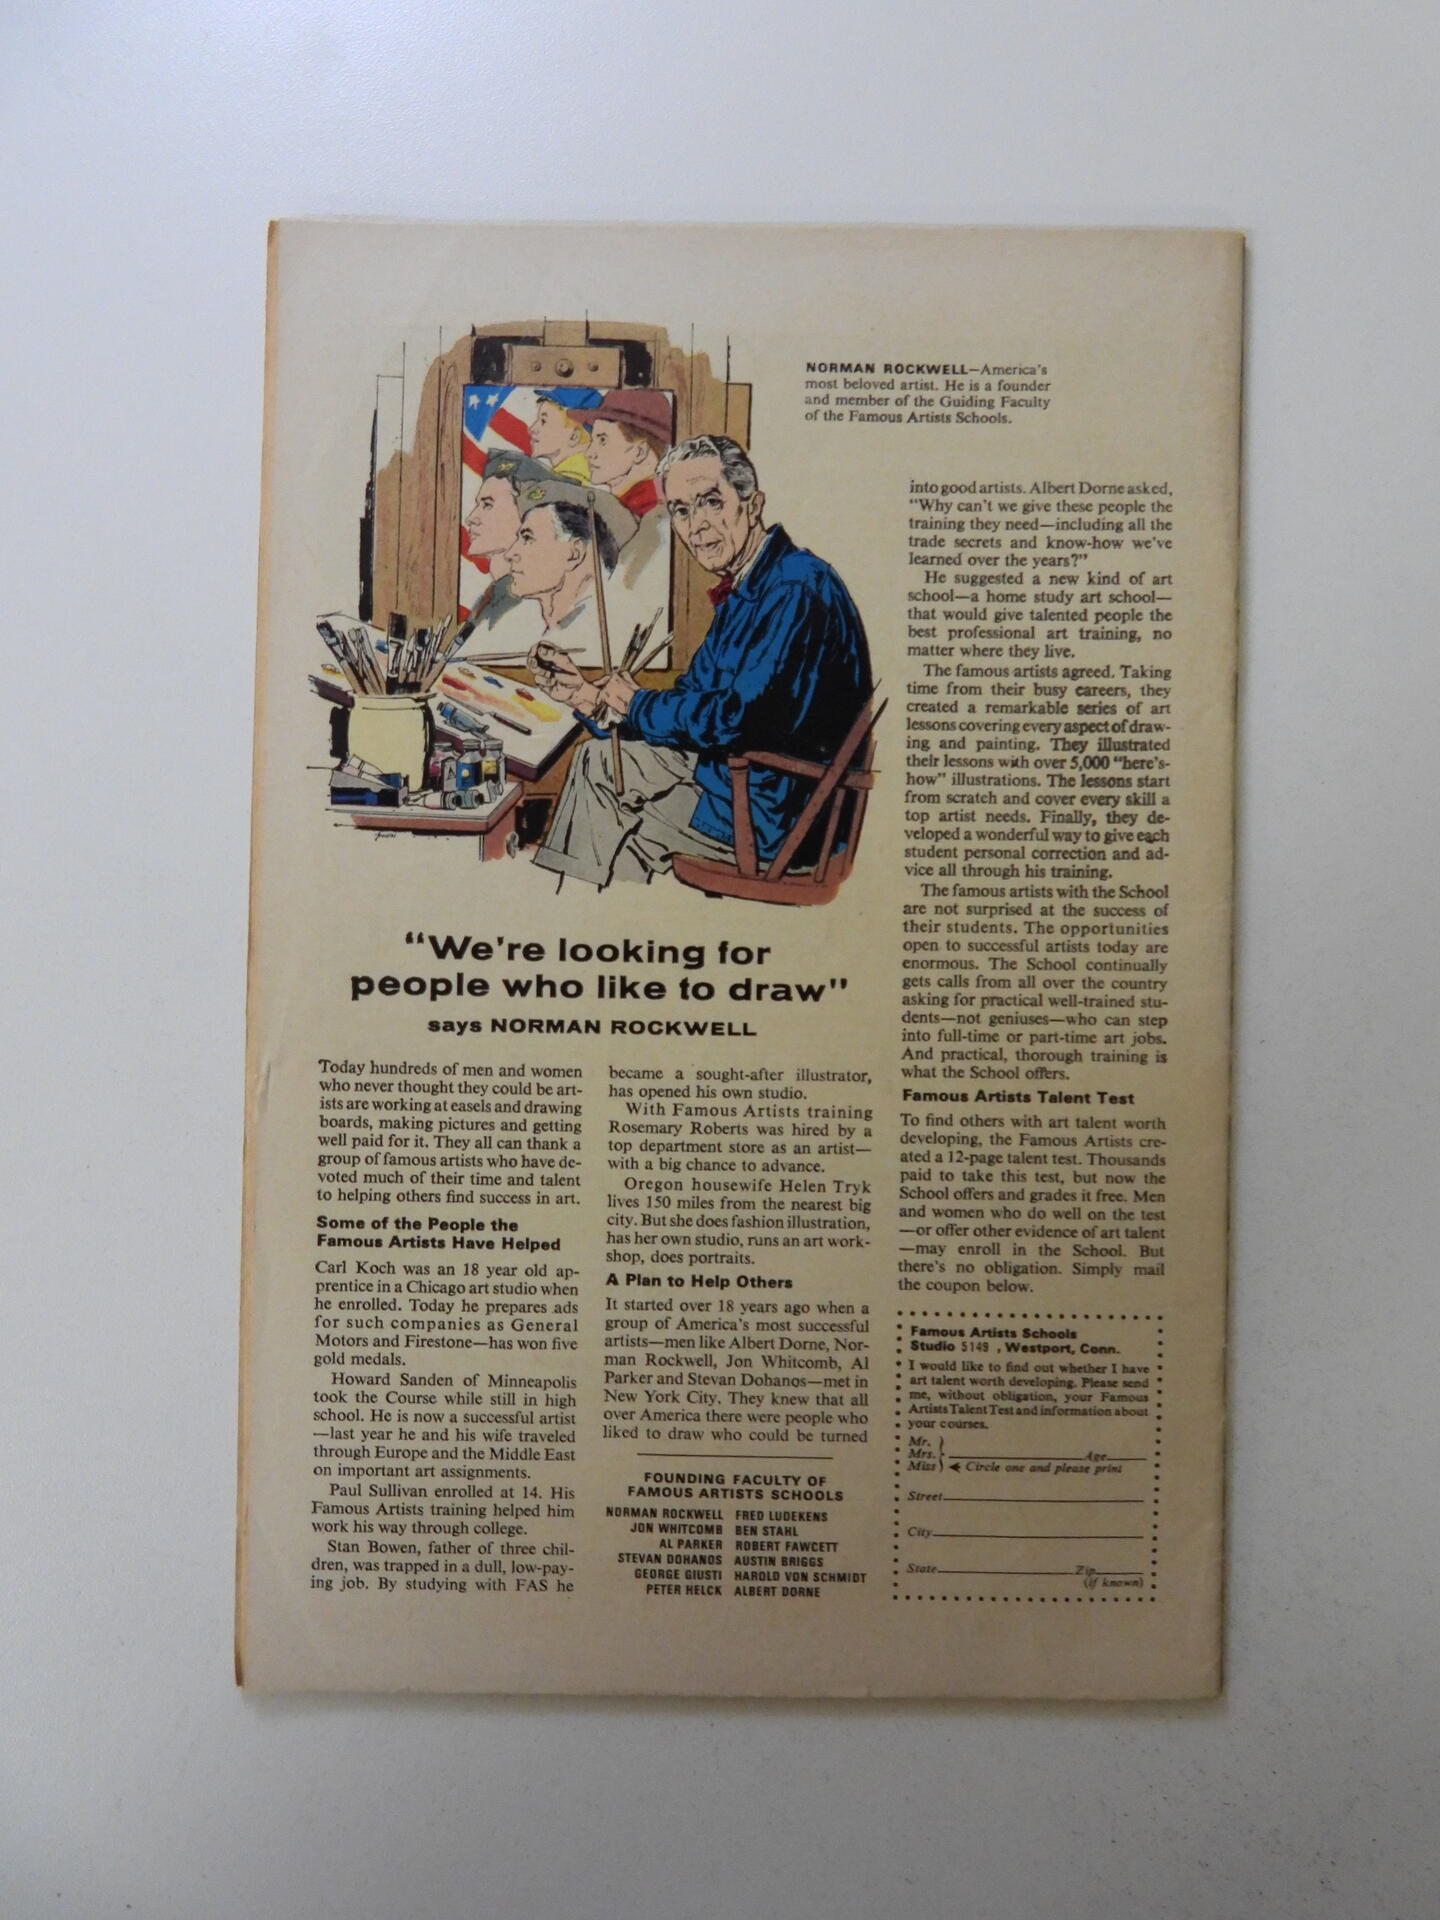 NORMAN ROCKWELL—America's
most beloved artist. He is a founder
and member of the Guiding Faculty
of the Famous Artists Schools.
"We're looking for
people who like to draw"
says NORMAN ROCKWELL
Today hundreds of men and women
who never thought they could be art-
ists are working at easels and drawing
boards, making pictures and getting
well paid for it. They all can thank a
group of famous artists who have de-
voted much of their time and talent
to helping others find success in art.
Some of the People the
Famous Artists Have Helped
Carl Koch was an 18 year old ap-
prentice in a Chicago art studio when
he enrolled. Today he prepares ads
for such companies as General
Motors and Firestone—has won five
gold medals.
Howard Sanden of Minneapolis
took the Course while still in high
school. He is now a successful artist
—last year he and his wife traveled
through Europe and the Middle East
on important art assignments.
Paul Sullivan enrolled at 14. His
Famous Artists training helped him
work his way through college.
Stan Bowen, father of three chil-
dren, was trapped in a dull, low-pay-
ing job. By studying with FAS he
became a sought-after illustrator,
has opened his own studio.
With Famous Artists training
Rosemary Roberts was hired by a
top department store as an artist—
with a big chance to advance.
Oregon housewife Helen Tryk
lives 150 miles from the nearest big
city. But she does fashion illustration,
has her own studio, runs an art work-
shop, does portraits.
A Plan to Help Others
It started over 18 years ago when a
group of America's most successful
artists—men like Albert Dorne, Nor-
man Rockwell, Jon Whitcomb, Al
Parker and Stevan Dohanos—met in
New York City. They knew that all
over America there were people who
liked to draw who could be turned
FOUNDING FACULTY OF
FAMOUS ARTISTS SCHOOLS
NORMAN ROCKWELL FRED LUDEKENS
JON WHITCOMB BEN STAHL
AL PARKER ROBERT FAWCETT
STEVAN DOHANOS AUSTIN BRIGGS
GEORGE GIUSTI HAROLD VON SCHMIDT
PETER HELCK ALBERT DORNE
into good artists. Albert Dorne asked,
"Why can't we give these people the
training they need—including all the
trade secrets and know-how we've
learned over the years?"
He suggested a new kind of art
school—a home study art school—
that would give talented people the
best professional art training, no
matter where they live.
The famous artists agreed. Taking
time from their busy careers, they
created a remarkable series of art
lessons covering every aspect of draw-
ing and painting. They illustrated
their lessons with over 5,000 "here's-
how" illustrations. The lessons start
from scratch and cover every skill a
top artist needs. Finally, they de-
veloped a wonderful way to give each
student personal correction and ad-
vice all through his training.
The famous artists with the School
are not surprised at the success of
their students. The opportunities
open to successful artists today are
enormous. The School continually
gets calls from all over the country
asking for practical well-trained stu-
dents—not geniuses—who can step
into full-time or part-time art jobs.
And practical, thorough training is
what the School offers.
Famous Artists Talent Test
To find others with art talent worth
developing, the Famous Artists cre-
ated a 12-page talent test. Thousands
paid to take this test, but now the
School offers and grades it free. Men
and women who do well on the test
—or offer other evidence of art talent
—may enroll in the School. But
there's no obligation. Simply mail
the coupon below.
Famous Artists Schools
Studio 5149 , Westport, Conn.
I would like to find out whether I have
art talent worth developing. Please send
me, without obligation, your Famous
Artists Talent Test and information about
your courses.
Mr.
Mrs. Age
Miss Circle one and please print
Street
City
State Zip
(if known)